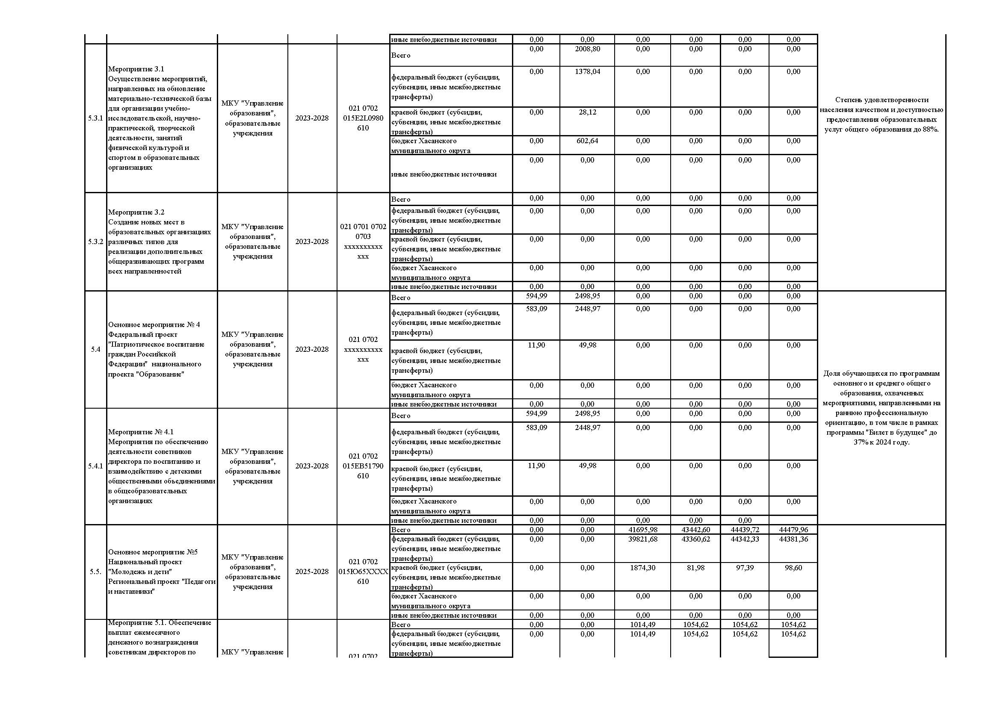 иные внебюджетные источники 0,00 0,00 0,00 0,00 0,00 0,00
5.3.1
Мероприятие 3.1
Осуществление мероприятий,
направленных на обновление
материально-технической базы
для организации учебно-
исследовательской, научно-
практической, творческой
деятельности, занятий
физической культурой и
спортом в образовательных
организациях
МКУ "Управление
образования",
образовательные
учреждения
2023-2028
021 0702
015E2L0980
610
Всего 0,00 2008,80 0,00 0,00 0,00 0,00
федеральный бюджет (субсидии, 0,00 1378,04 0,00 0,00 0,00 0,00
субвенции, иные межбюджетные
трансферты)
краевой бюджет (субсидии, 0,00 28,12 0,00 0,00 0,00 0,00
субвенции, иные межбюджетные
трансферты)
бюджет Хасанского 0,00 602,64 0,00 0,00 0,00 0,00
муниципального округа
иные внебюджетные источники 0,00 0,00 0,00 0,00 0,00 0,00
Степень удовлетворенности
населения качеством и доступностью
предоставления образовательных
услуг общего образования до 88%.
5.3.2
Мероприятие 3.2
Создание новых мест в
образовательных организациях
различных типов для
реализации дополнительных
общеразвивающих программ
всех направленностей
МКУ "Управление
образования",
образовательные
учреждения
2023-2028
021 0701 0702
0703
хххххххххх
ххх
Всего 0,00 0,00 0,00 0,00 0,00 0,00
федеральный бюджет (субсидии, 0,00 0,00 0,00 0,00 0,00 0,00
субвенции, иные межбюджетные
трансферты)
краевой бюджет (субсидии, 0,00 0,00 0,00 0,00 0,00 0,00
субвенции, иные межбюджетные
трансферты)
бюджет Хасанского 0,00 0,00 0,00 0,00 0,00 0,00
муниципального округа
иные внебюджетные источники 0,00 0,00 0,00 0,00 0,00 0,00
5.4
Основное мероприятие № 4
Федеральный проект
"Патриотическое воспитание
граждан Российской
Федерации" национального
проекта "Образование"
МКУ "Управление
образования",
образовательные
учреждения
2023-2028
021 0702
хххххххххх
ххх
Всего 594,99 2498,95 0,00 0,00 0,00 0,00
федеральный бюджет (субсидии, 583,09 2448,97 0,00 0,00 0,00 0,00
субвенции, иные межбюджетные
трансферты)
краевой бюджет (субсидии, 11,90 49,98 0,00 0,00 0,00 0,00
субвенции, иные межбюджетные
трансферты)
бюджет Хасанского 0,00 0,00 0,00 0,00 0,00 0,00
муниципального округа
иные внебюджетные источники 0,00 0,00 0,00 0,00 0,00 0,00
Доля обучающихся по программам
основного и среднего общего
образования, охваченных
мероприятиями, направленными на
раннюю профессиональную
ориентацию, в том числе в рамках
программы "Билет в будущее" до
37% к 2024 году.
5.4.1
Мероприятие № 4.1
Мероприятия по обеспечению
деятельности советников
директора по воспитанию и
взаимодействию с детскими
общественными объединениями
в общеобразовательных
организациях
МКУ "Управление
образования",
образовательные
учреждения
2023-2028
021 0702
015EB51790
610
Всего 594,99 2498,95 0,00 0,00 0,00 0,00
федеральный бюджет (субсидии, 583,09 2448,97 0,00 0,00 0,00 0,00
субвенции, иные межбюджетные
трансферты)
краевой бюджет (субсидии, 11,90 49,98 0,00 0,00 0,00 0,00
субвенции, иные межбюджетные
трансферты)
бюджет Хасанского 0,00 0,00 0,00 0,00 0,00 0,00
муниципального округа
иные внебюджетные источники 0,00 0,00 0,00 0,00 0,00
5.5.
Основное мероприятие №5
Национальный проект
"Молодежь и дети"
Региональный проект "Педагоги
и наставники"
МКУ "Управление
образования",
образовательные
учреждения
2025-2028
021 0702
015Ю65ХХХХ
610
Всего 0,00 0,00 41695,98 43442,60 44439,72 44479,96
федеральный бюджет (субсидии, 0,00 0,00 39821,68 43360,62 44342,33 44381,36
субвенции, иные межбюджетные
трансферты)
краевой бюджет (субсидии, 0,00 0,00 1874,30 81,98 97,39 98,60
субвенции, иные межбюджетные
трансферты)
бюджет Хасанского 0,00 0,00 0,00 0,00 0,00 0,00
муниципального округа
иные внебюджетные источники 0,00 0,00 0,00 0,00 0,00 0,00
Мероприятие 5.1. Обеспечение
выплат ежемесячного
денежного вознаграждения
советникам директоров по
МКУ "Управление
021 0702
Всего 0,00 0,00 1014,49 1054,62 1054,62 1054,62
федеральный бюджет (субсидии, 0,00 0,00 1014,49 1054,62 1054,62 1054,62
субвенции, иные межбюджетные
трансферты)